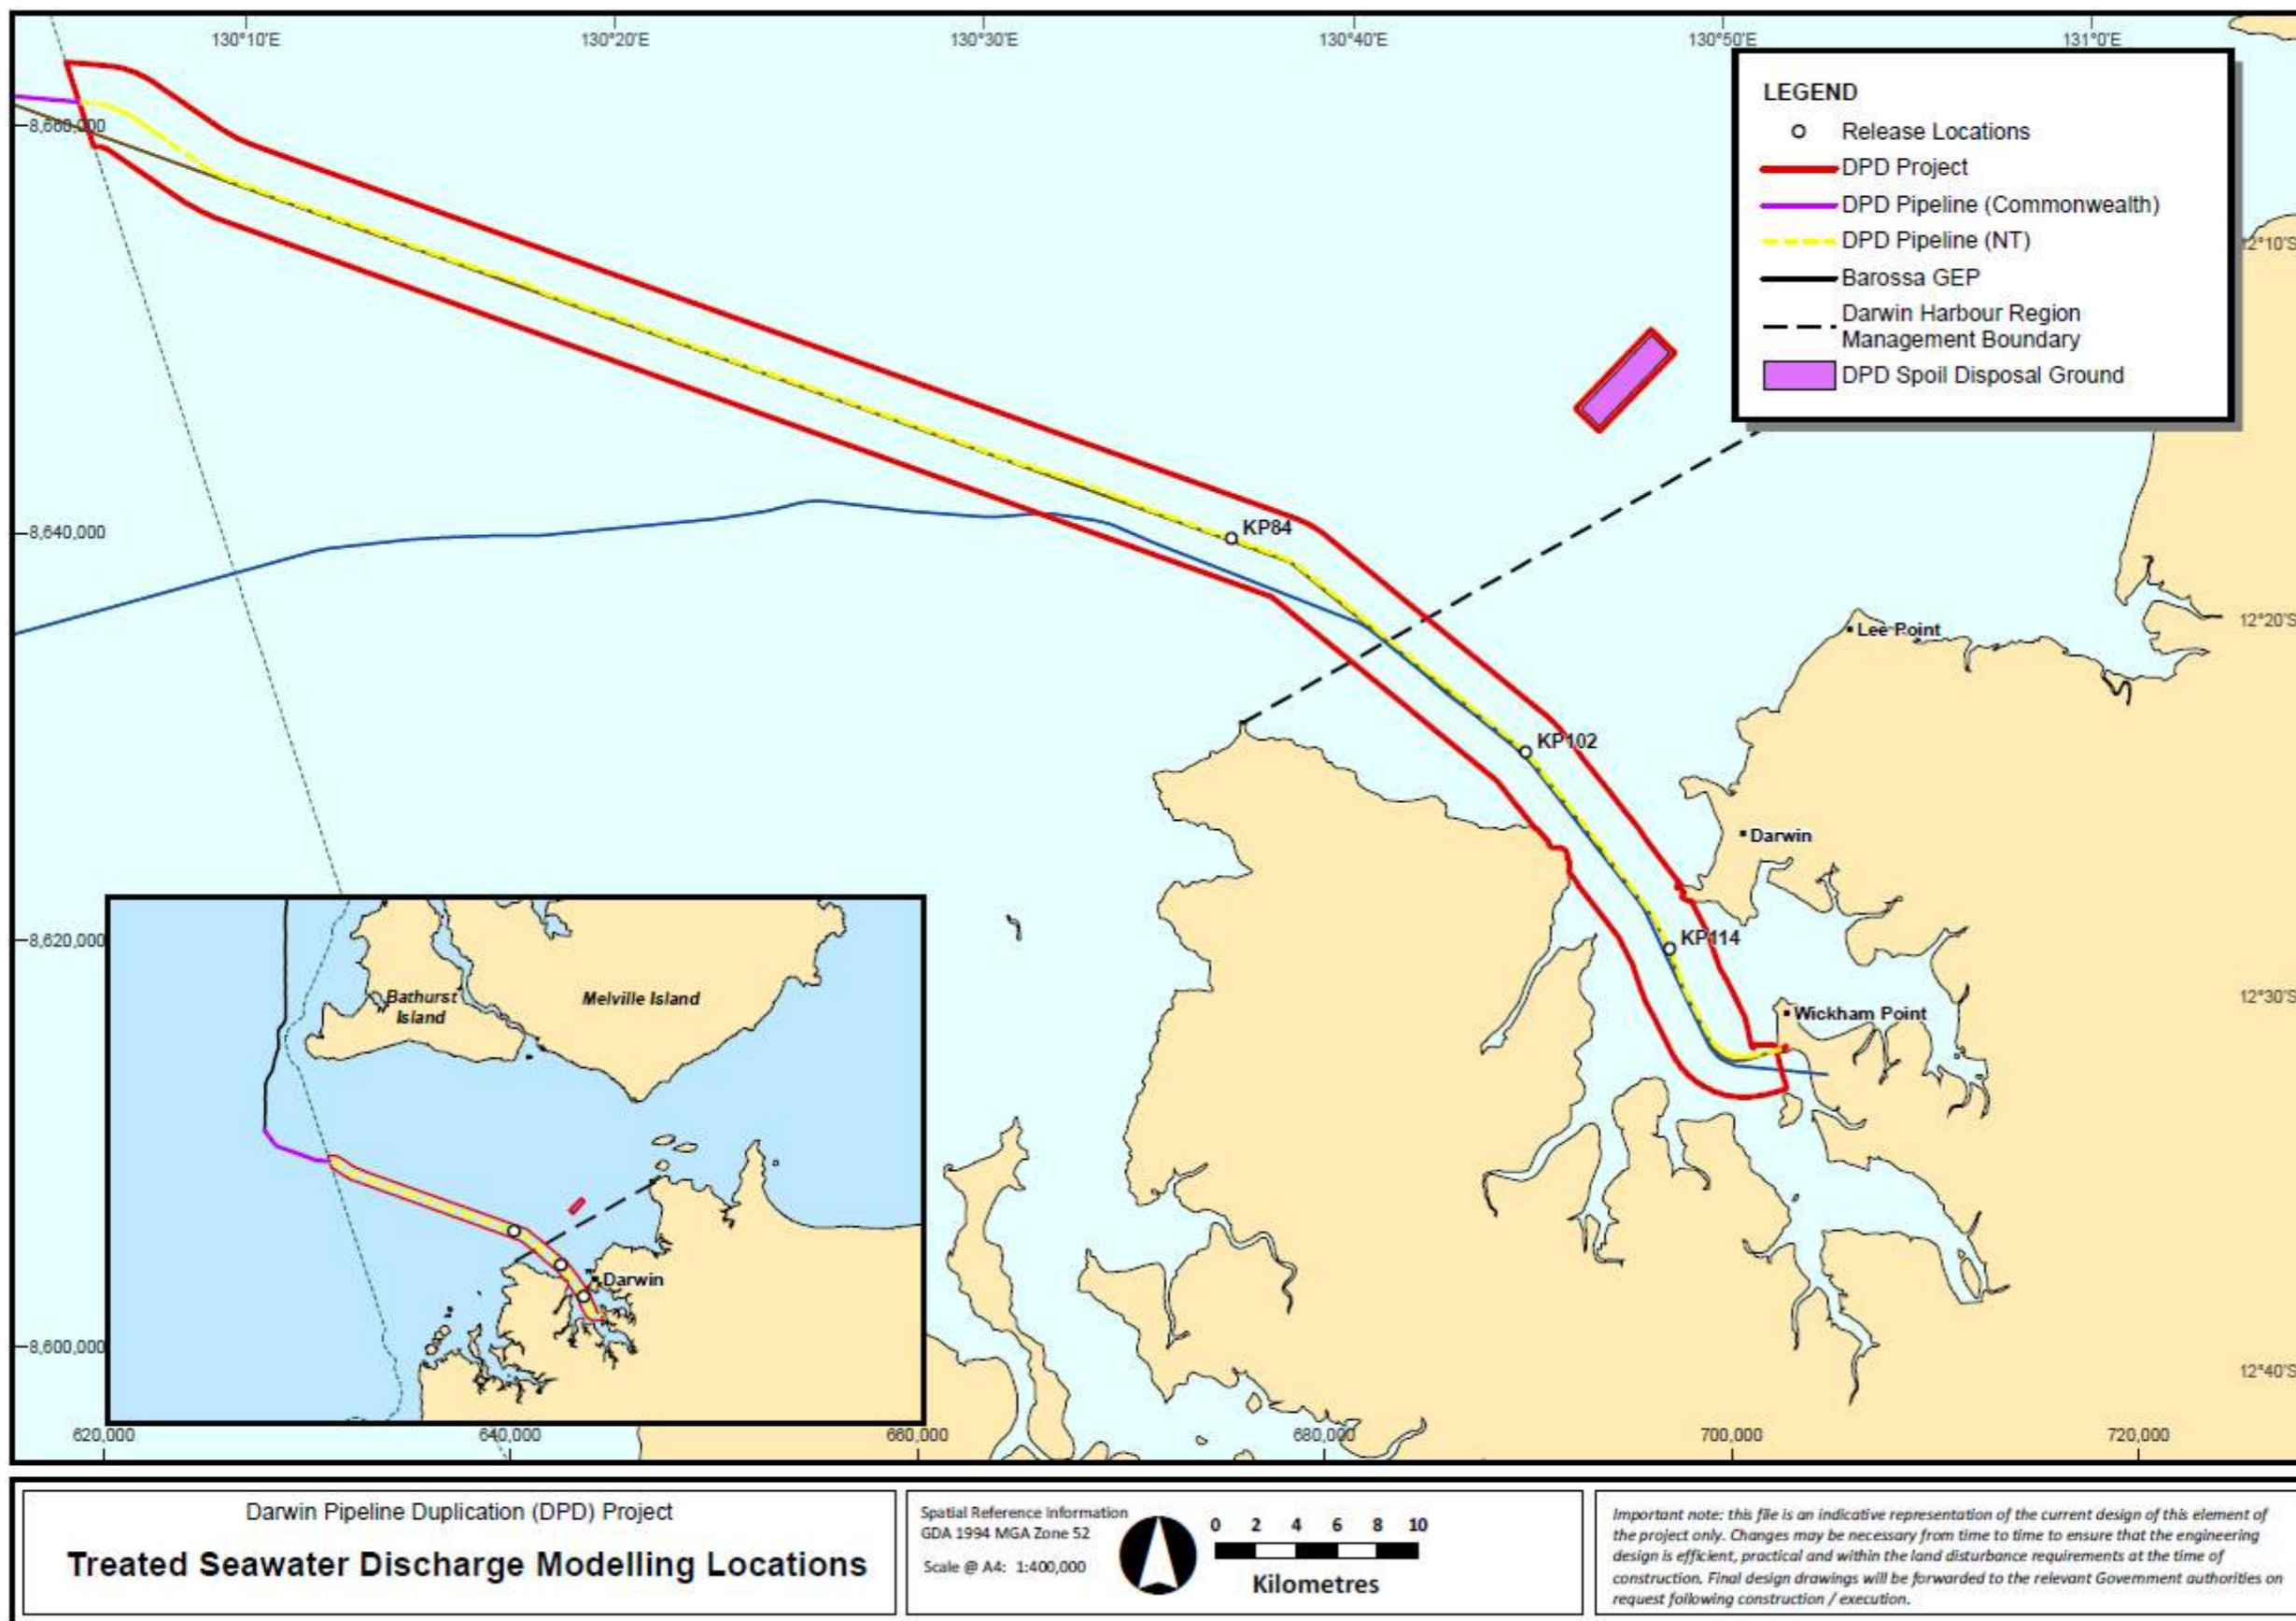 130°10'E
130°20'E
130°30'E
130°40'E
130°50'E
131°0'E
LEGEND
Release Locations
DPD Project
DPD Pipeline (Commonwealth)
DPD Pipeline (NT)
Barossa GEP
Darwin Harbour Region
Management Boundary
DPD Spoil Disposal Ground
8,660,000
12°10'S
8,640,000
KP84
12°20'S
Lee Point
KP102
Darwin
8,620,000
KP114
12°30'S
Wickham Point
Bathurst
Island
Melville Island
Darwin
8,600,000
12°40'S
620,000
640,000
660,000
680,000
700,000
720,000
Darwin Pipeline Duplication (DPD) Project
Treated Seawater Discharge Modelling Locations
Spatial Reference Information
GDA 1994 MGA Zone 52
Scale @ A4: 1:400,000
0 2 4 6 8 10
Kilometres
Important note: this file is an indicative representation of the current design of this element of
the project only. Changes may be necessary from time to time to ensure that the engineering
design is efficient, practical and within the land disturbance requirements at the time of
construction. Final design drawings will be forwarded to the relevant Government authorities on
request following construction / execution.